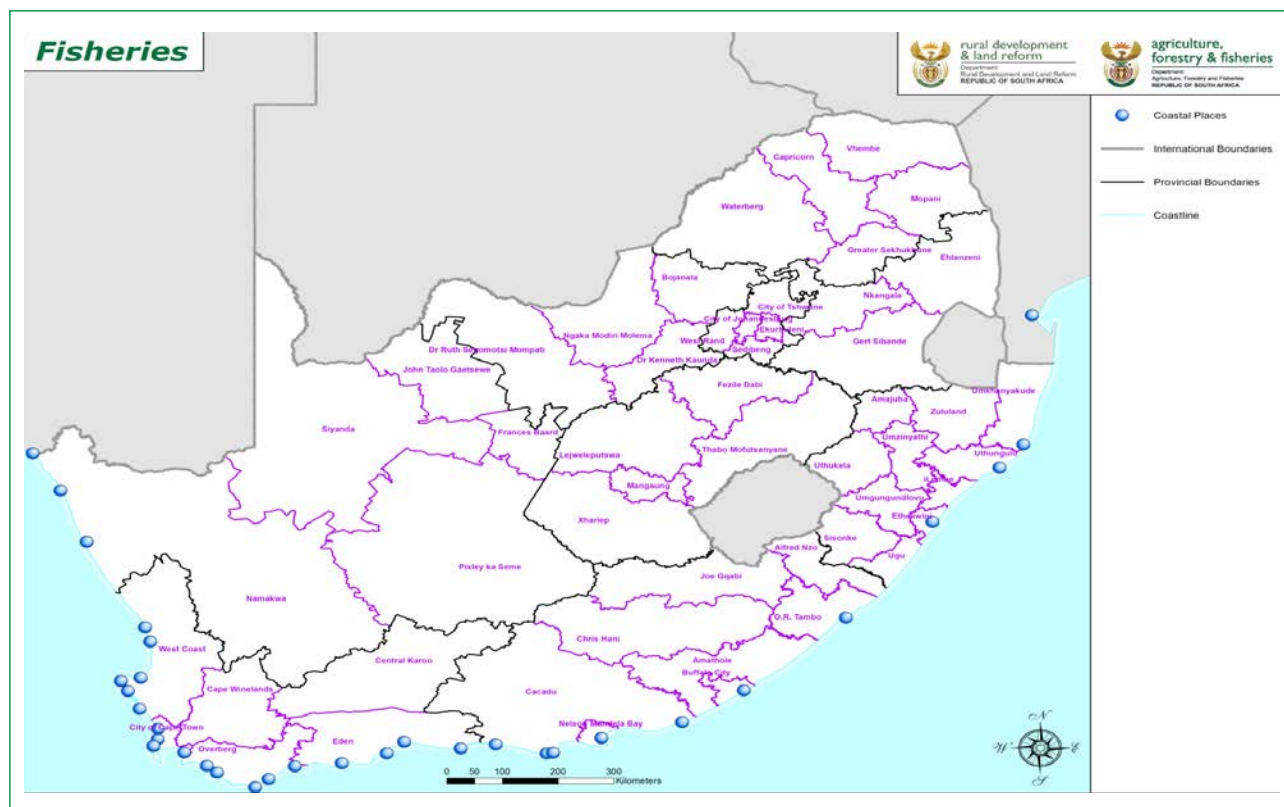 Fisheries
rural development
& land reform
Department:
Rural Development and Land Reform
REPUBLIC OF SOUTH AFRICA
agriculture,
forestry & fisheries
Department:
Agriculture, Forestry and Fisheries
REPUBLIC OF SOUTH AFRICA
Coastal Places
International Boundaries
Provincial Boundaries
Coastline
Vhembe
Capricorn
Mopani
Waterberg
Greater Sekhukhune
Ehlanzeni
Bojanala
Nkangala
City of Tshwane
City of Johannesburg
Ekurhuleni
Ngaka Modiri Molema
West Rand
Gert Sibande
Sedibeng
Dr Ruth Segomotsi Mompati
Dr Kenneth Kaunda
John Taolo Gaetsewe
Fezile Dabi
Umkhanyakude
Amajuba
Zululand
Siyanda
Frances Baard
Umzinyathi
Thabo Mofutsanyane
Lejweleputswa
Uthungulu
Uthukela
Mangaung
iLembe
Umgungundlovu
Ethekwini
Xhariep
Sisonke
Alfred Nzo
Ugu
Pixley ka Seme
Joe Gqabi
Namakwa
O.R. Tambo
Chris Hani
West Coast
Central Karoo
Amathole
Buffalo City
Cape Winelands
Cacadu
Nelson Mandela Bay
City of Cape Town
Eden
Overberg
N
W
E
S
0 50 100 200 300
Kilometers